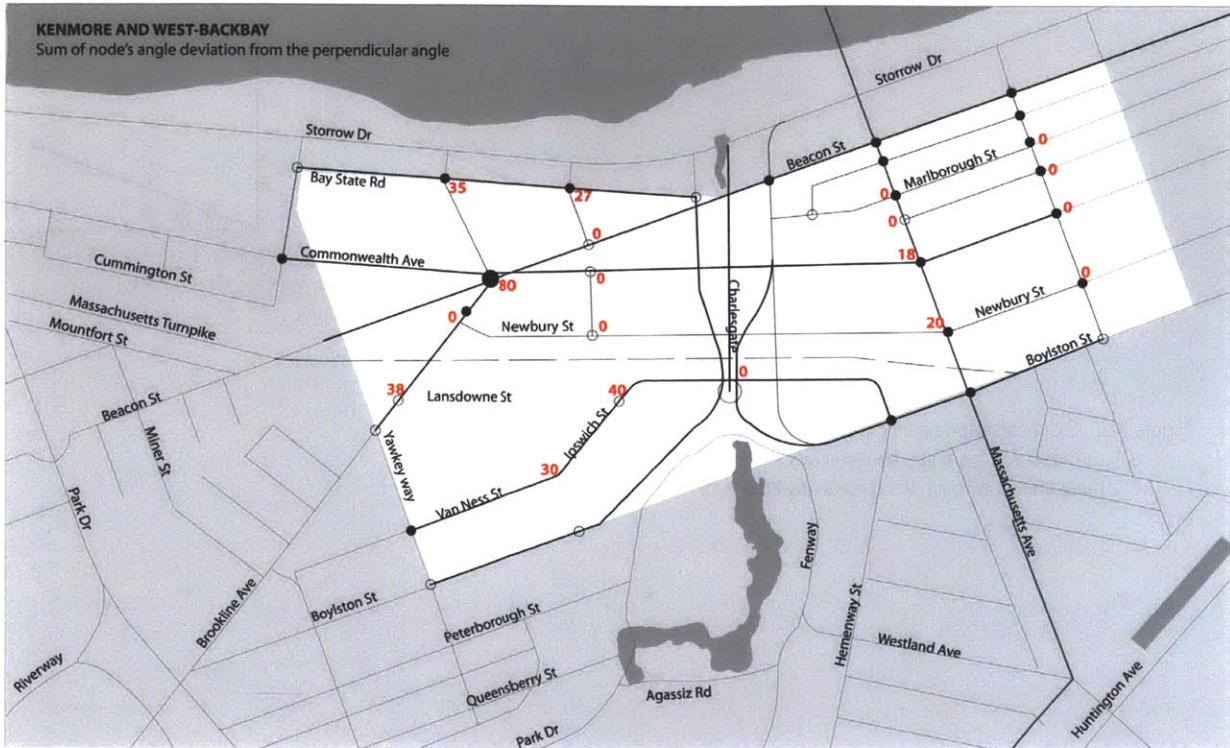 KENMORE AND WEST-BACKBAY
Sum of node's angle deviation from the perpendicular angle
Storrow Dr
Storrow Dr
Beacon St
Marlborough St
0
0
0
0
0
Bay State Rd
35
27
0
0
18
Commonwealth Ave
80
0
Cummington St
Massachusetts Turnpike
Mountfort St
0
Newbury St
0
Charlesgate
20
Newbury St
Boylston St
0
38
Lansdowne St
40
Ipswich St
Beacon St
Miner St
Yawkey way
30
Van Ness St
Park Dr
Massachusetts Ave
Fenway
Brookline Ave
Boylston St
Peterborough St
Hemenway St
Westland Ave
Riverway
Queensberry St
Agassiz Rd
Huntington Ave
Park Dr